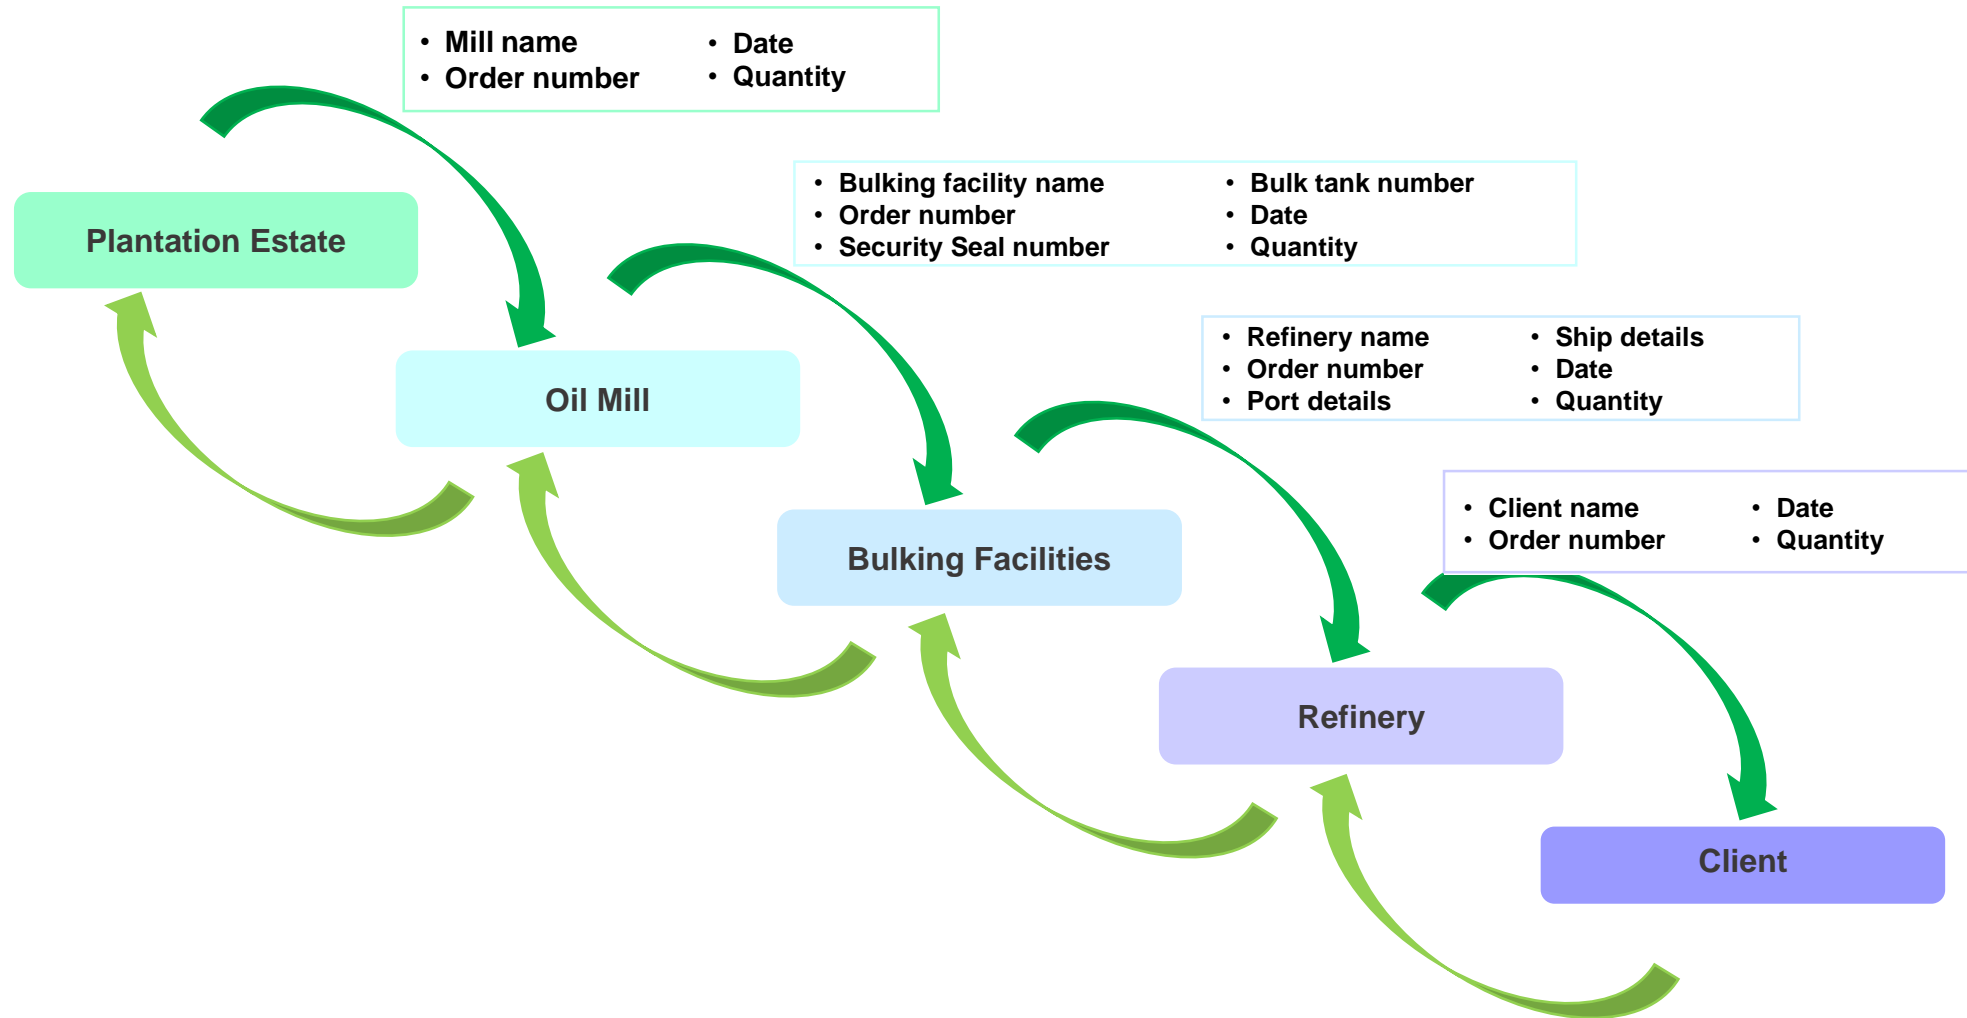 • Mill name
• Order number
• Date
• Quantity
Plantation Estate
• Bulking facility name
• Order number
• Security Seal number
• Bulk tank number
• Date
• Quantity
Oil Mill
• Refinery name
• Order number
• Port details
• Ship details
• Date
• Quantity
Bulking Facilities
• Client name
• Order number
• Date
• Quantity
Refinery
Client